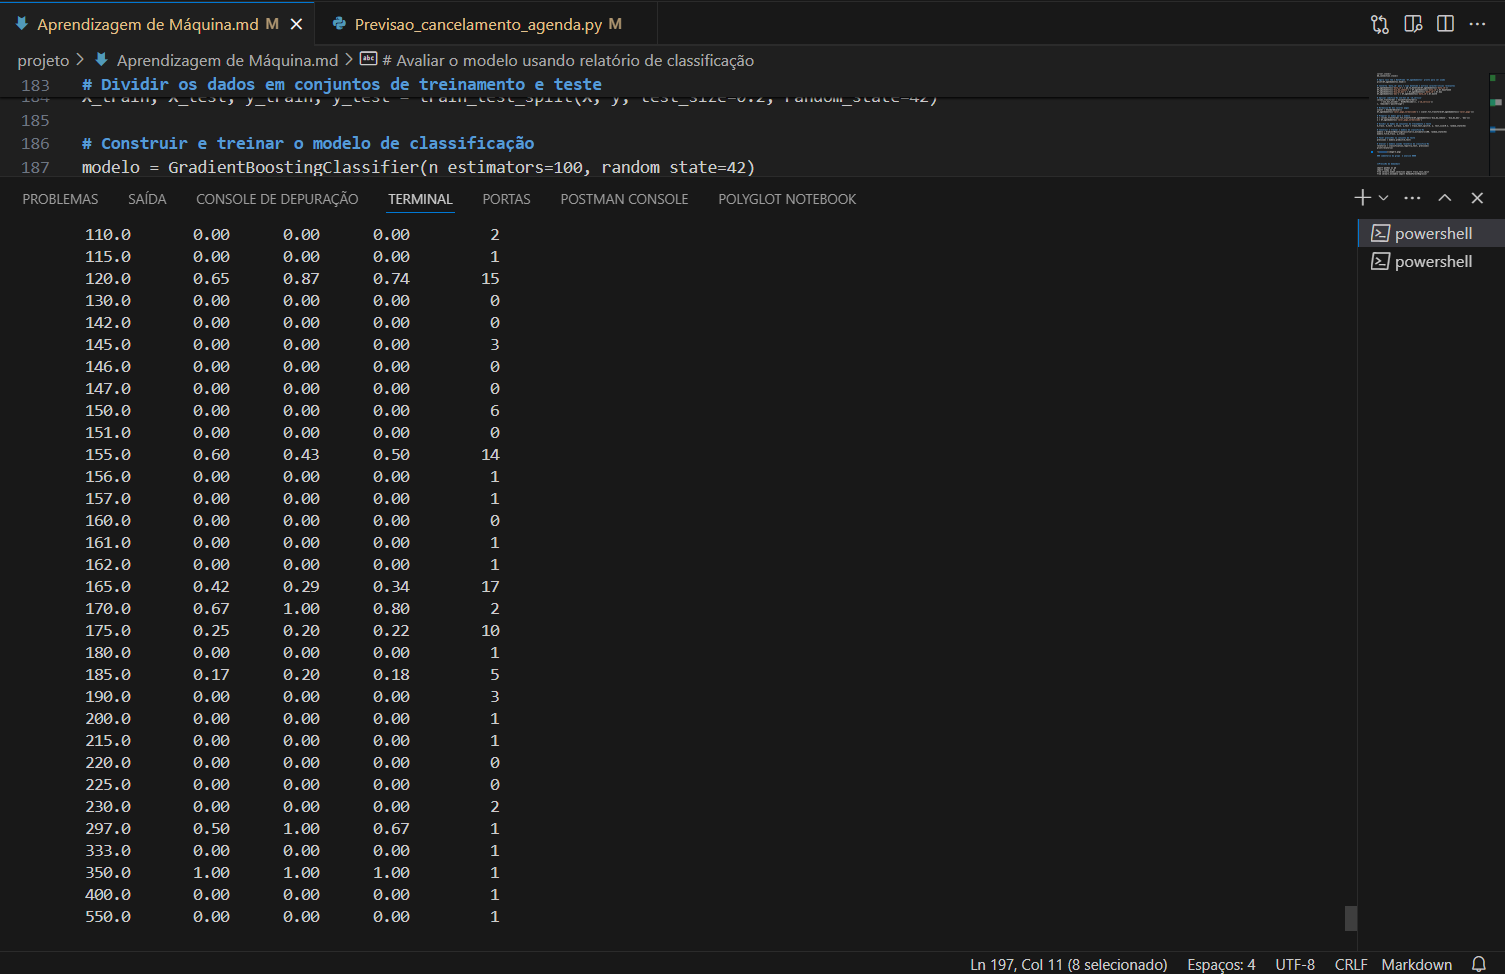 Aprendizagem de Máquina.md M
Previsao_cancelamento_agenda.py M
projeto > Aprendizagem de Máquina.md > # Avaliar o modelo usando relatório de classificação
183 # Dividir os dados em conjuntos de treinamento e teste
184 X_train, X_test, y_train, y_test = train_test_split(X, y, test_size=0.2, random_state=42)
185
186 # Construir e treinar o modelo de classificação
187 modelo = GradientBoostingClassifier(n_estimators=100, random_state=42)
PROBLEMAS SAÍDA CONSOLE DE DEPURAÇÃO TERMINAL PORTAS POSTMAN CONSOLE POLYGLOT NOTEBOOK
powershell
powershell
110.0 0.00 0.00 0.00 2
115.0 0.00 0.00 0.00 1
120.0 0.65 0.87 0.74 15
130.0 0.00 0.00 0.00 0
142.0 0.00 0.00 0.00 0
145.0 0.00 0.00 0.00 3
146.0 0.00 0.00 0.00 0
147.0 0.00 0.00 0.00 0
150.0 0.00 0.00 0.00 6
151.0 0.00 0.00 0.00 0
155.0 0.60 0.43 0.50 14
156.0 0.00 0.00 0.00 1
157.0 0.00 0.00 0.00 1
160.0 0.00 0.00 0.00 0
161.0 0.00 0.00 0.00 1
162.0 0.00 0.00 0.00 1
165.0 0.42 0.29 0.34 17
170.0 0.67 1.00 0.80 2
175.0 0.25 0.20 0.22 10
180.0 0.00 0.00 0.00 1
185.0 0.17 0.20 0.18 5
190.0 0.00 0.00 0.00 3
200.0 0.00 0.00 0.00 1
215.0 0.00 0.00 0.00 1
220.0 0.00 0.00 0.00 0
225.0 0.00 0.00 0.00 0
230.0 0.00 0.00 0.00 2
297.0 0.50 1.00 0.67 1
333.0 0.00 0.00 0.00 1
350.0 1.00 1.00 1.00 1
400.0 0.00 0.00 0.00 1
550.0 0.00 0.00 0.00 1
Ln 197, Col 11 (8 selecionado) Espaços: 4 UTF-8 CRLF Markdown